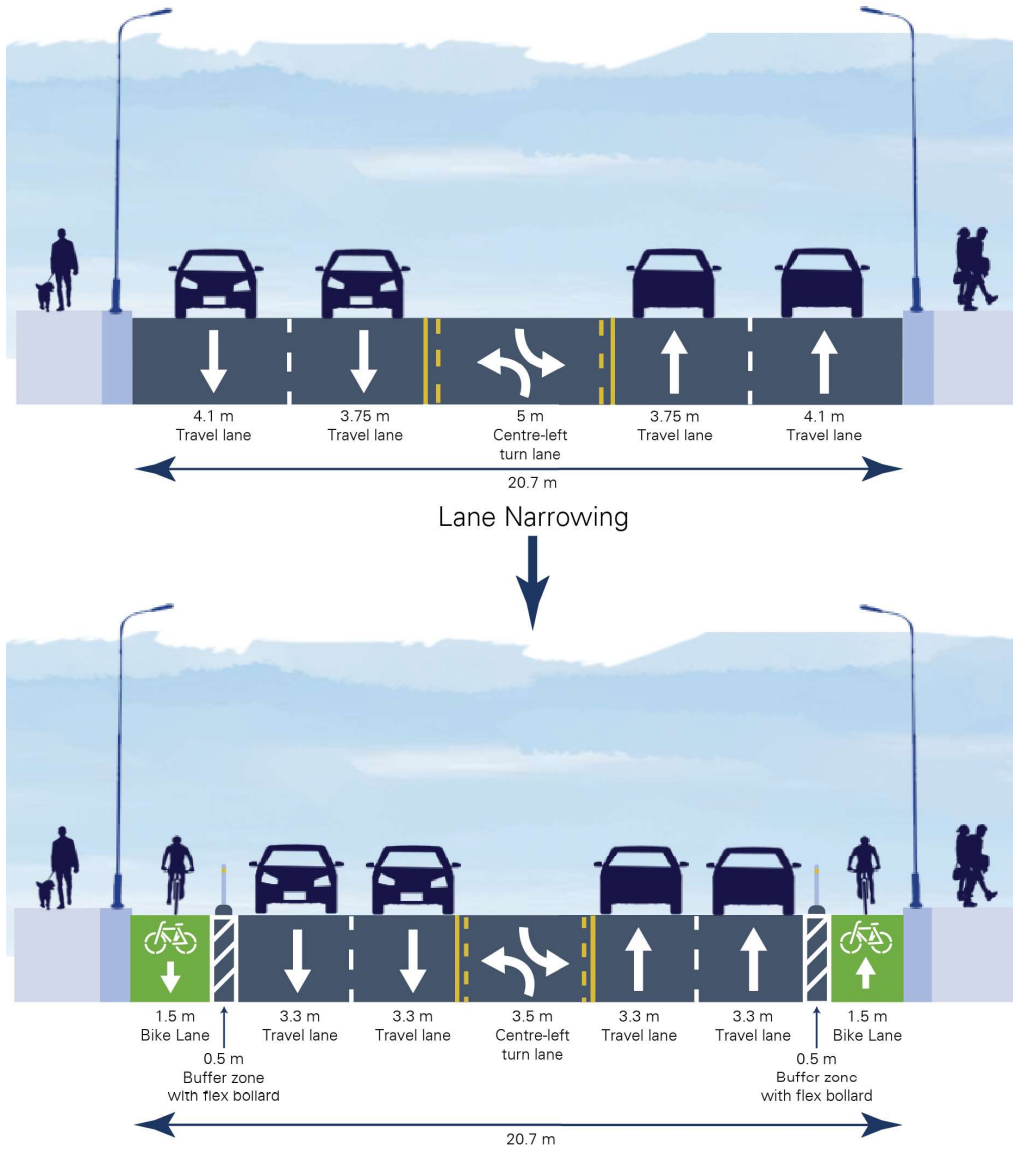 4.1 m
Travel lane
3.75 m
Travel lane
5 m
Centre-left
turn lane
3.75 m
Travel lane
4.1 m
Travel lane
20.7 m
Lane Narrowing
1.5 m
Bike Lane
0.5 m
Buffer zone
with flex bollard
3.3 m
Travel lane
3.3 m
Travel lane
3.5 m
Centre-left
turn lane
3.3 m
Travel lane
3.3 m
Travel lane
0.5 m
Buffer zone
with flex bollard
1.5 m
Bike Lane
20.7 m